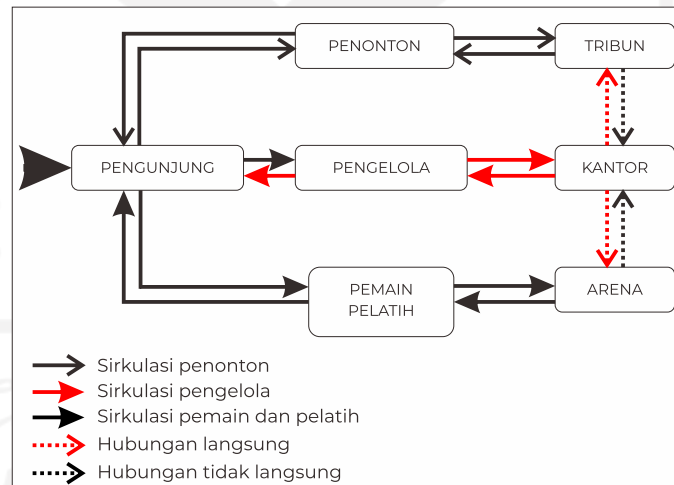 PENONTON
TRIBUN
PENGUNJUNG
PENGELOLA
KANTOR
PEMAIN
PELATIH
ARENA
Sirkulasi penonton
Sirkulasi pengelola
Sirkulasi pemain dan pelatih
Hubungan langsung
Hubungan tidak langsung